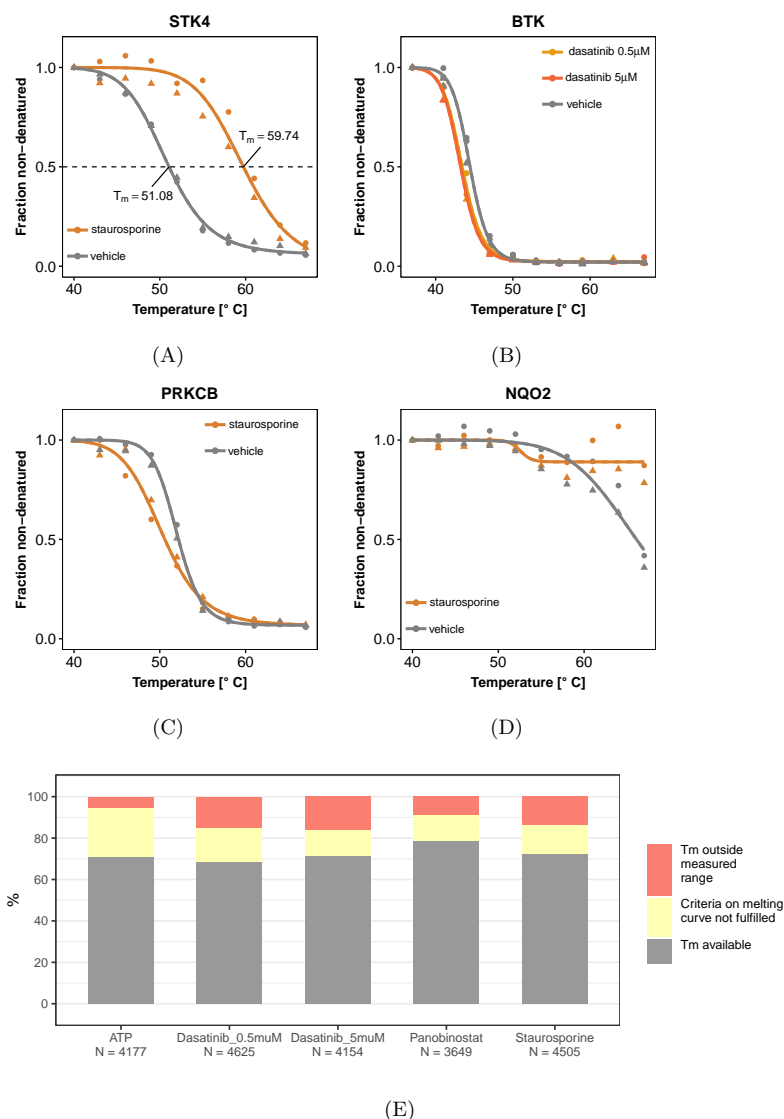 STK4
Fraction non-denatured
1.0
0.5
0.0
Tm = 59.74
Tm = 51.08
staurosporine
vehicle
40
50
60
Temperature [° C]
(A)
BTK
Fraction non-denatured
1.0
0.5
0.0
dasatinib 0.5μM
dasatinib 5μM
vehicle
40
50
60
Temperature [° C]
(B)
PRKCB
Fraction non-denatured
1.0
0.5
0.0
staurosporine
vehicle
40
50
60
Temperature [° C]
(C)
NQO2
Fraction non-denatured
1.0
0.5
0.0
staurosporine
vehicle
40
50
60
Temperature [° C]
(D)
%
100
80
60
40
20
0
ATP
N = 4177
Dasatinib_0.5muM
N = 4625
Dasatinib_5muM
N = 4154
Panobinostat
N = 3649
Staurosporine
N = 4505
Tm outside
measured
range
Criteria on melting
curve not fulfilled
Tm available
(E)